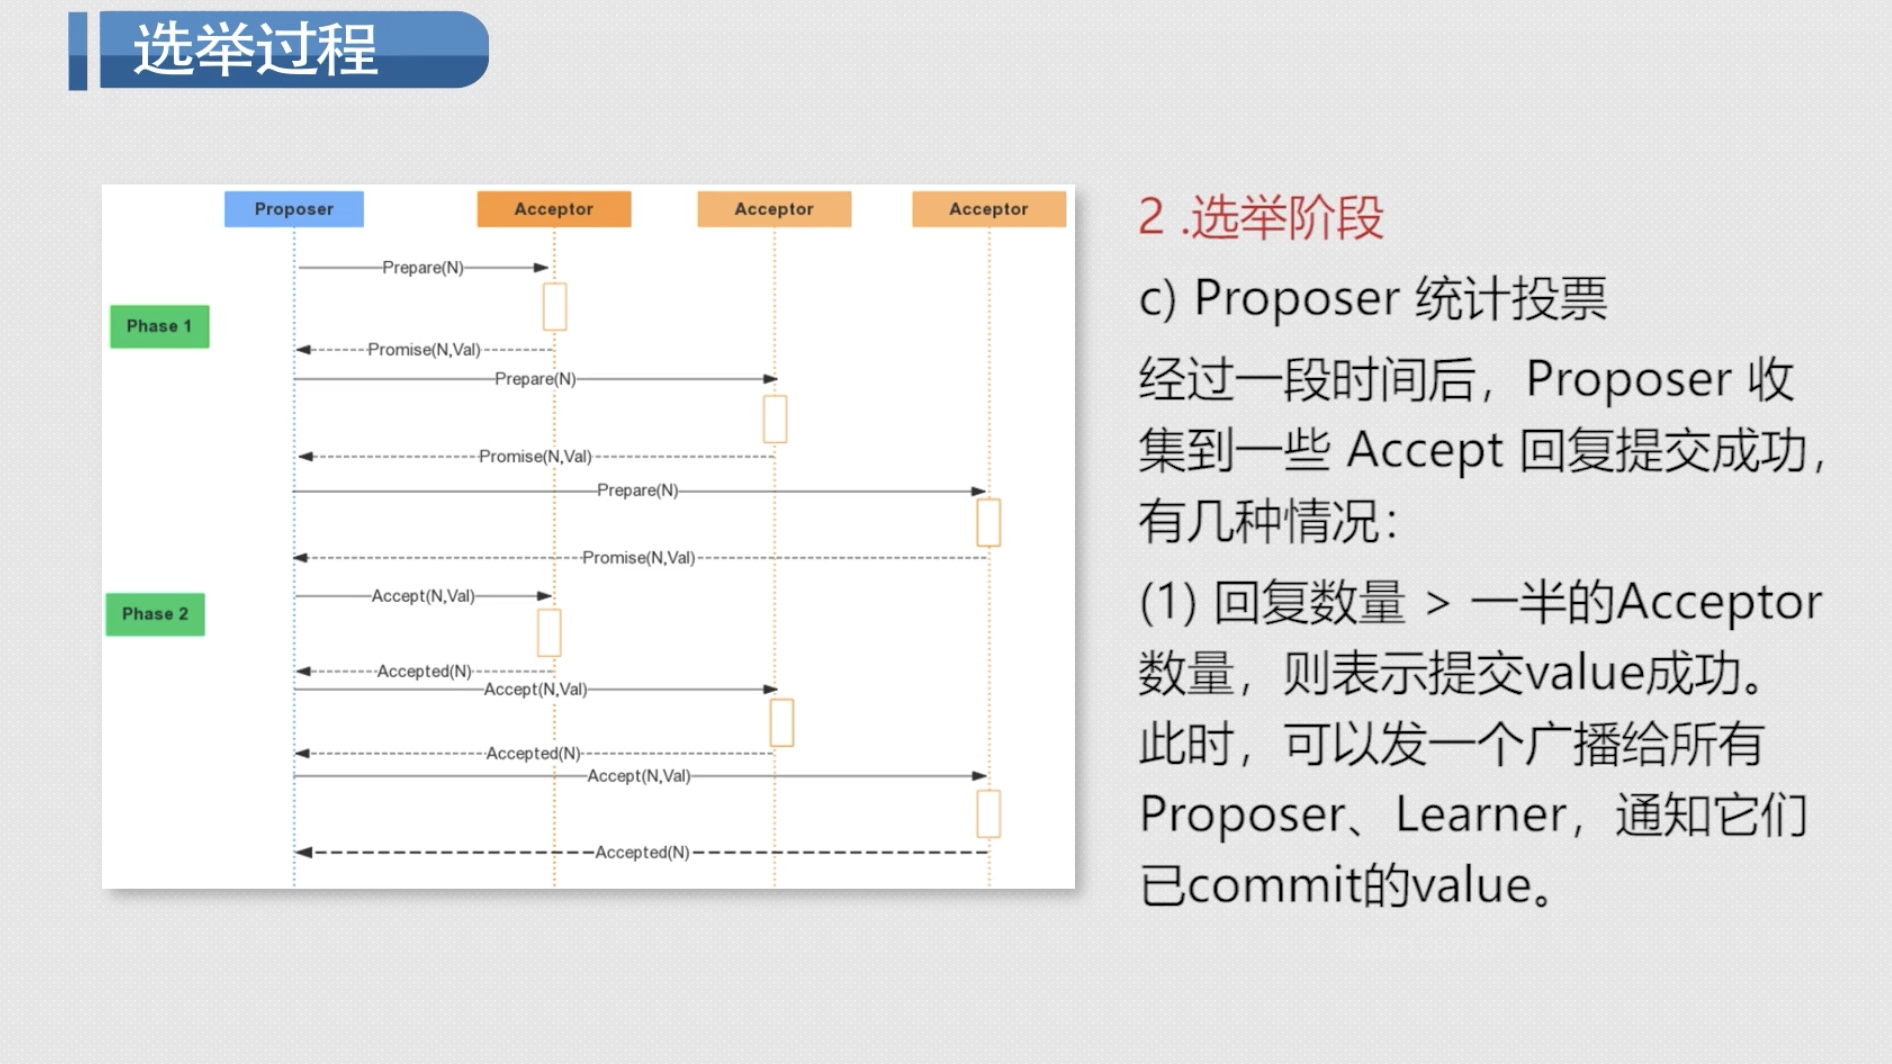 选举过程
Proposer
Acceptor
Acceptor
Acceptor
Prepare(N)
Phase 1
Promise(N,Val)
Prepare(N)
Promise(N,Val)
Prepare(N)
Promise(N,Val)
Accept(N,Val)
Phase 2
Accepted(N)
Accept(N,Val)
Accepted(N)
Accept(N,Val)
Accepted(N)
2 .选举阶段
c) Proposer 统计投票
经过一段时间后，Proposer 收
集到一些 Accept 回复提交成功，
有几种情况：
(1) 回复数量 > 一半的Acceptor
数量，则表示提交value成功。
此时，可以发一个广播给所有
Proposer、Learner，通知它们
已commit的value。